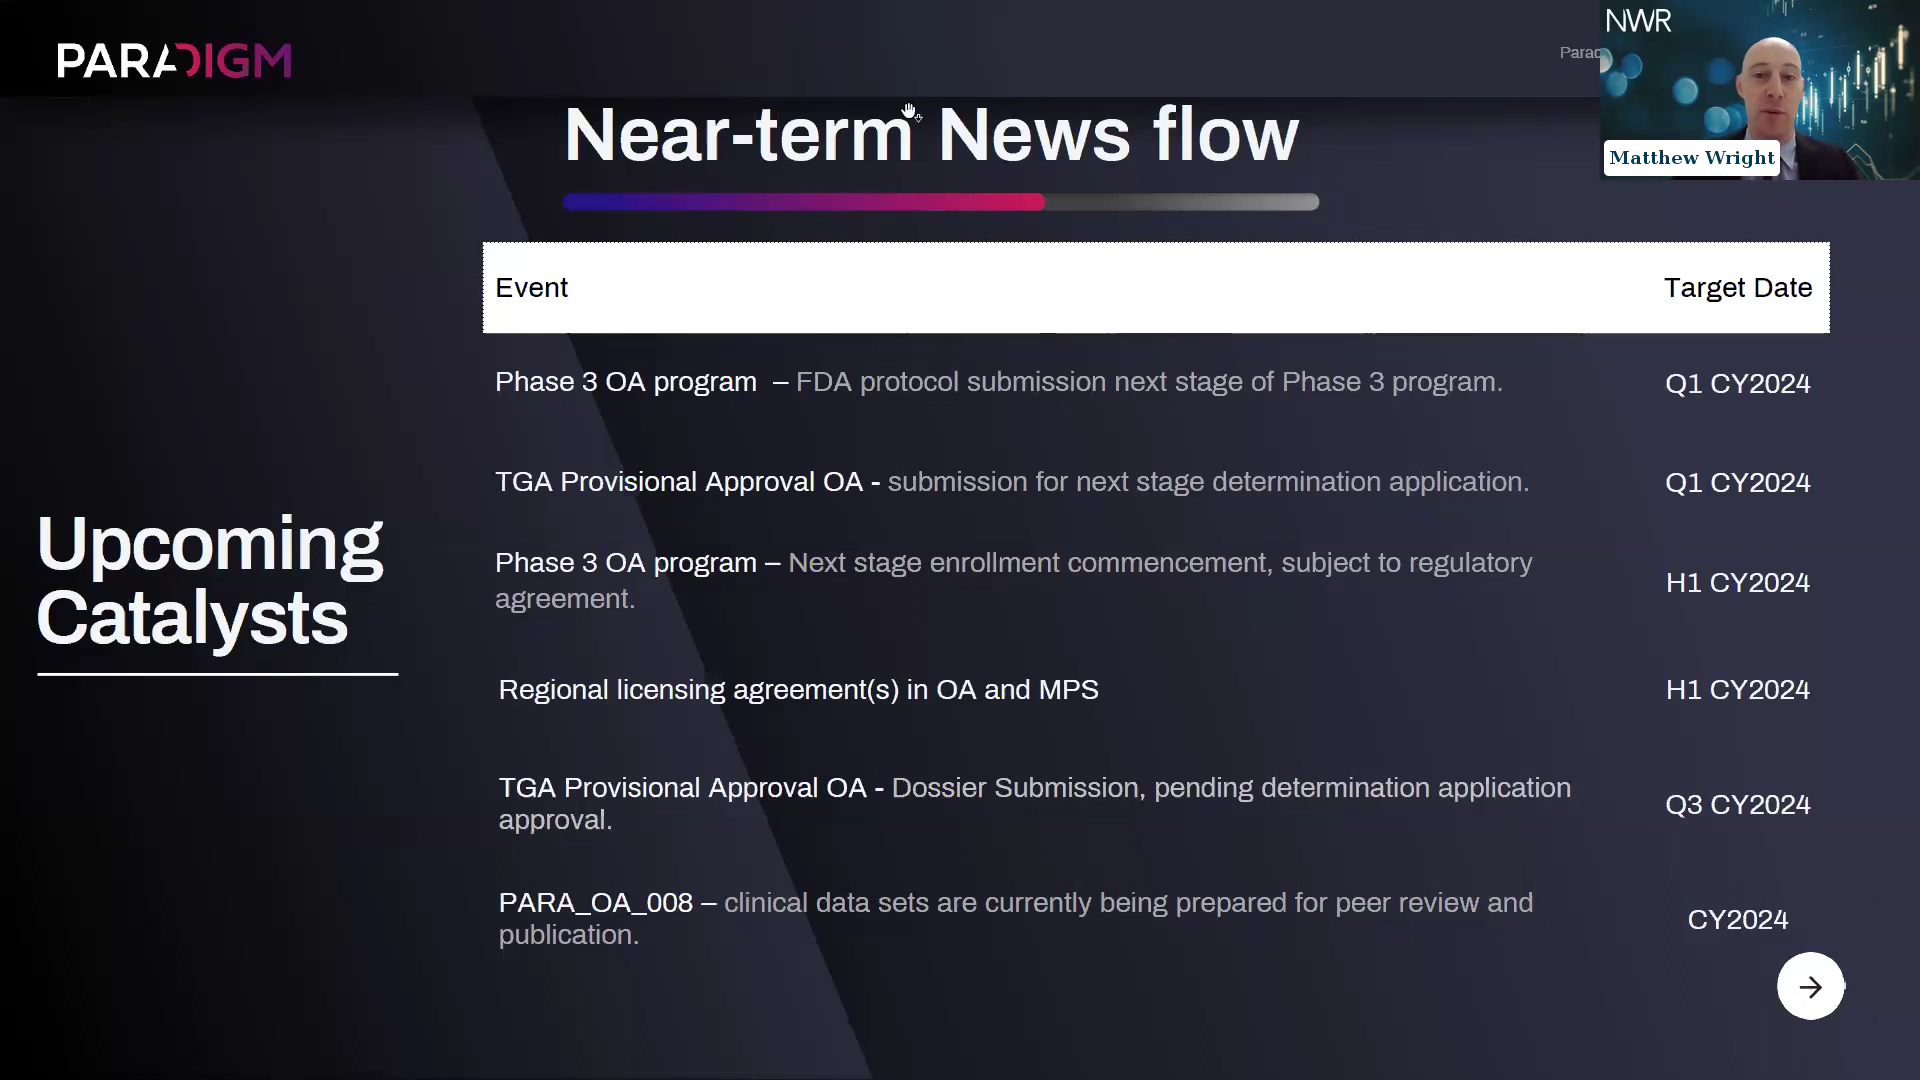 PARADIGM
Parad
NWR
Matthew Wright
Near-term News flow
Upcoming
Catalysts
Event Target Date
Phase 3 OA program – FDA protocol submission next stage of Phase 3 program. Q1 CY2024
TGA Provisional Approval OA - submission for next stage determination application. Q1 CY2024
Phase 3 OA program – Next stage enrollment commencement, subject to regulatory
agreement. H1 CY2024
Regional licensing agreement(s) in OA and MPS H1 CY2024
TGA Provisional Approval OA - Dossier Submission, pending determination application
approval. Q3 CY2024
PARA_OA_008 – clinical data sets are currently being prepared for peer review and
publication. CY2024